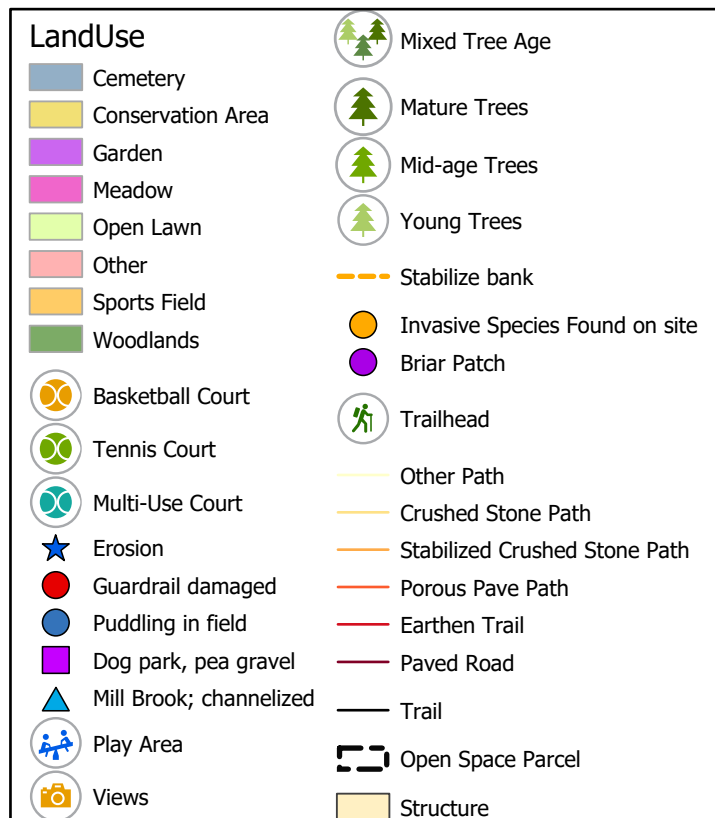 LandUse
Cemetery
Conservation Area
Garden
Meadow
Open Lawn
Other
Sports Field
Woodlands
Basketball Court
Tennis Court
Multi-Use Court
Erosion
Guardrail damaged
Puddling in field
Dog park, pea gravel
Mill Brook; channelized
Play Area
Views
Mixed Tree Age
Mature Trees
Mid-age Trees
Young Trees
Stabilize bank
Invasive Species Found on site
Briar Patch
Trailhead
Other Path
Crushed Stone Path
Stabilized Crushed Stone Path
Porous Pave Path
Earthen Trail
Paved Road
Trail
Open Space Parcel
Structure